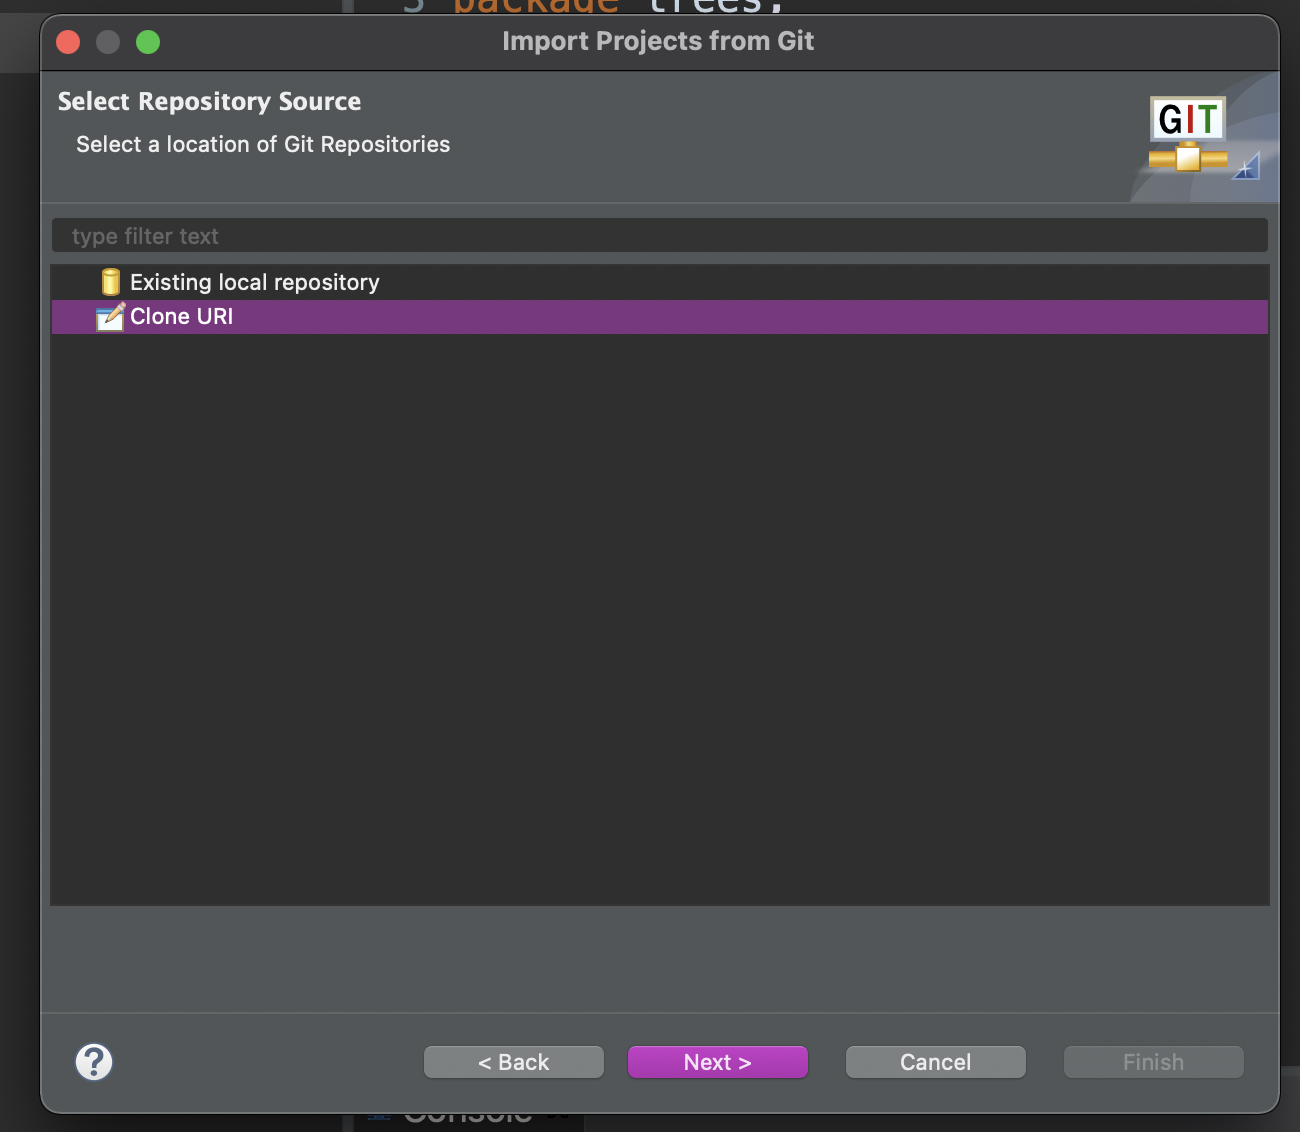 3 package trees;
Import Projects from Git
Select Repository Source
Select a location of Git Repositories
GIT
type filter text
Existing local repository
Clone URI
?
< Back
Next >
Cancel
Finish
Console